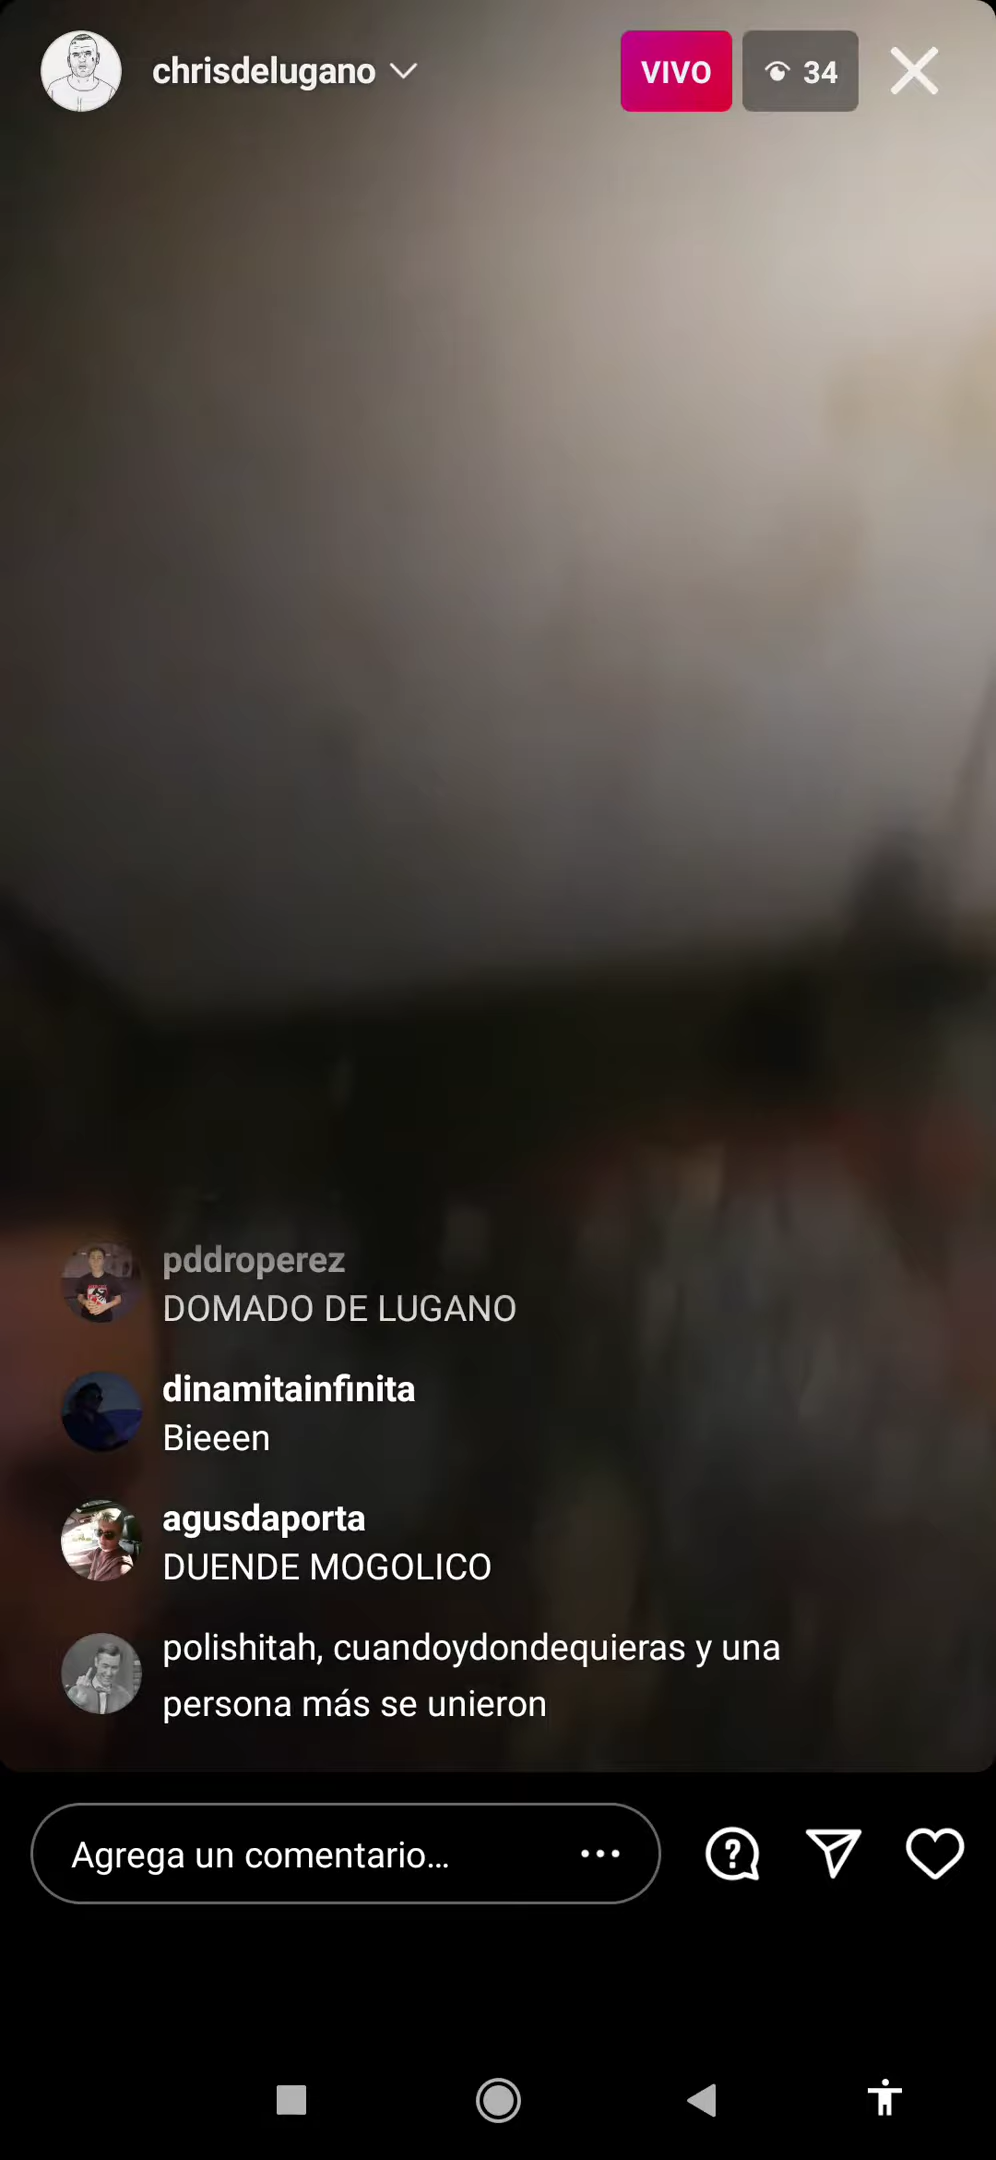 chrisdelugano
VIVO
34
pddroperez
DOMADO DE LUGANO
dinamitainfinita
Bieeen
agusdaporta
DUENDE MOGOLICO
polishitah, cuandoydondequieras y una
persona más se unieron
Agrega un comentario...